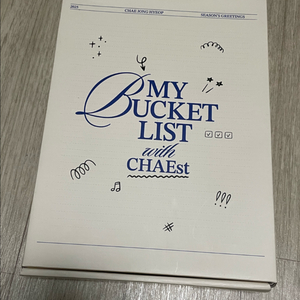 2025 CHAE JONG HYEOP SEASON'S GREETINGS
MY
BUCKET
LIST
with
CHAEst
!!!